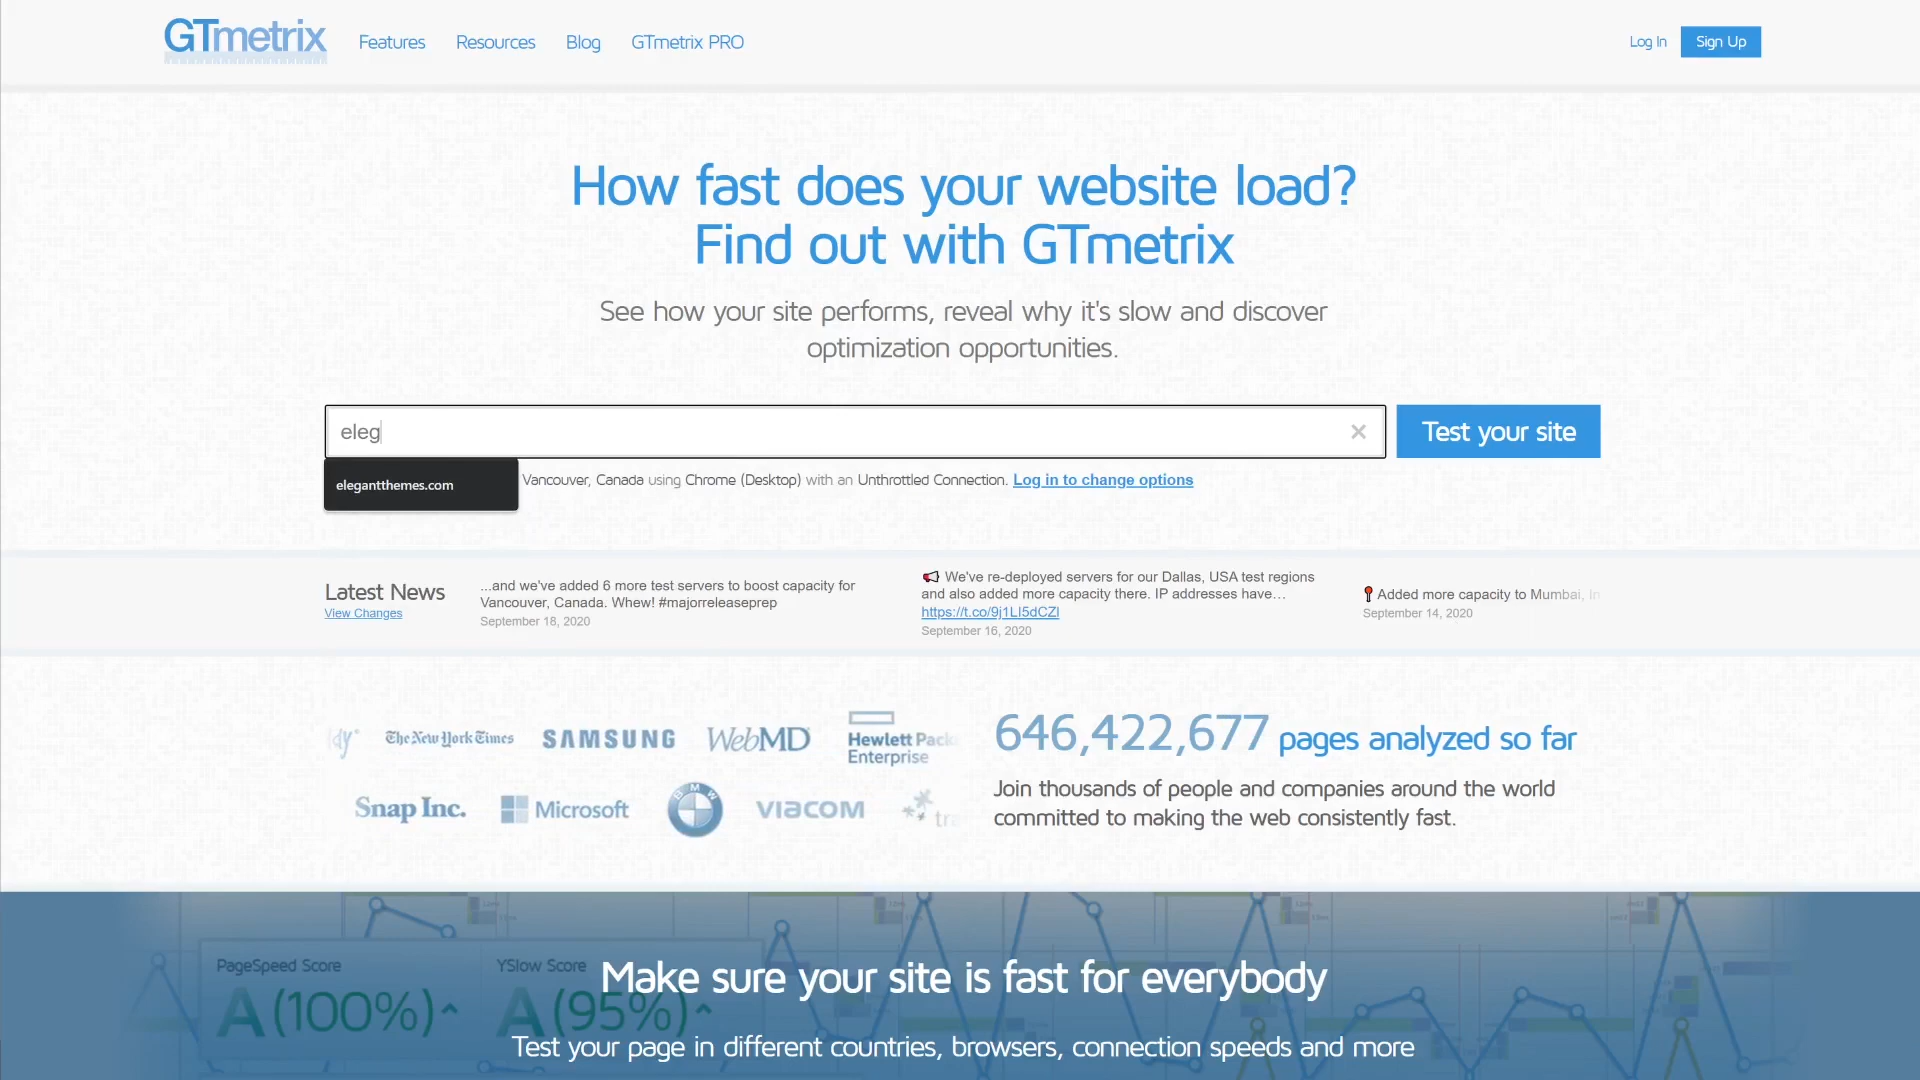 GTmetrix
Features
Resources
Blog
GTmetrix PRO
Log In
Sign Up
How fast does your website load?
Find out with GTmetrix
See how your site performs, reveal why it's slow and discover
optimization opportunities.
eleg
Test your site
elegantthemes.com
Vancouver, Canada using Chrome (Desktop) with an Unthrottled Connection. Log in to change options
Latest News
View Changes
...and we've added 6 more test servers to boost capacity for
Vancouver, Canada. Whew! #majorreleaseprep
September 18, 2020
We've re-deployed servers for our Dallas, USA test regions
and also added more capacity there. IP addresses have…
https://t.co/9j1LI5dCZl
September 16, 2020
Added more capacity to Mumbai, In
September 14, 2020
The New York Times
SAMSUNG
WebMD
Hewlett Pack
Enterprise
Snap Inc.
Microsoft
BMW
VIACOM
tra
646,422,677 pages analyzed so far
Join thousands of people and companies around the world
committed to making the web consistently fast.
PageSpeed Score
A (100%)
YSlow Score
A (95%)
Make sure your site is fast for everybody
Test your page in different countries, browsers, connection speeds and more